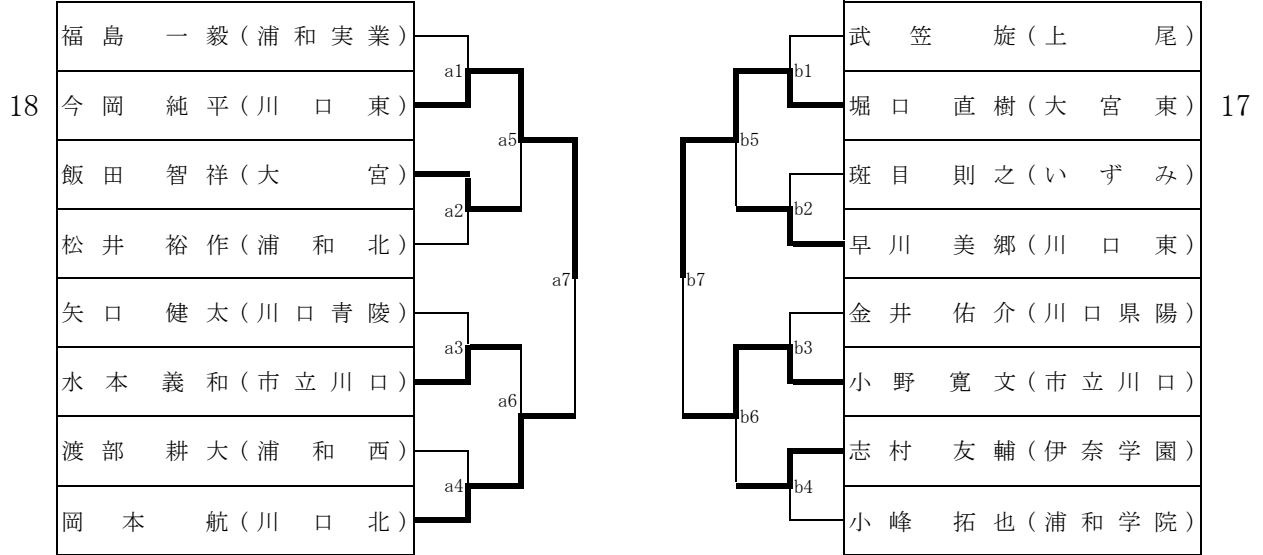 福島 一毅(浦和実業)
a1
18 今岡 純平(川口東)
a5
飯田 智祥(大宮)
a2
松井 裕作(浦和北)
a7
矢口 健太(川口青陵)
a3
水本 義和(市立川口)
a6
渡部 耕大(浦和西)
a4
岡本 航(川口北)
武笠 旋(上尾)
b1
堀口 直樹(大宮東) 17
b5
斑目 則之(いずみ)
b2
早川 美郷(川口東)
b7
金井 佑介(川口県陽)
b3
小野 寛文(市立川口)
b6
志村 友輔(伊奈学園)
b4
小峰 拓也(浦和学院)